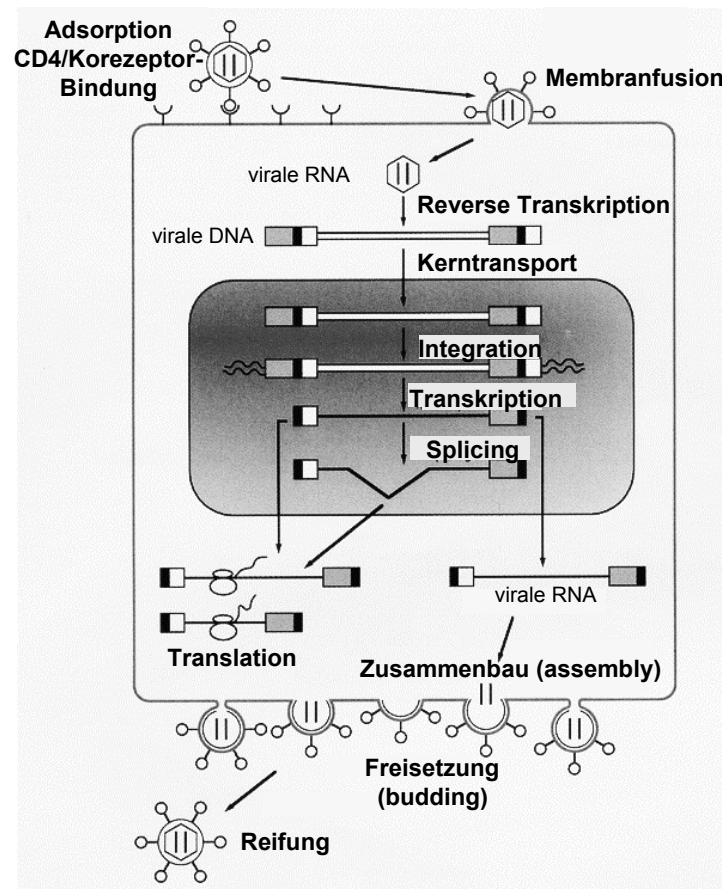 Adsorption
CD4/Korezeptor-
Bindung
Membranfusion
virale RNA
Reverse Transkription
virale DNA
Kerntransport
Integration
Transkription
Splicing
virale RNA
Translation
Zusammenbau (assembly)
Freisetzung
(budding)
Reifung